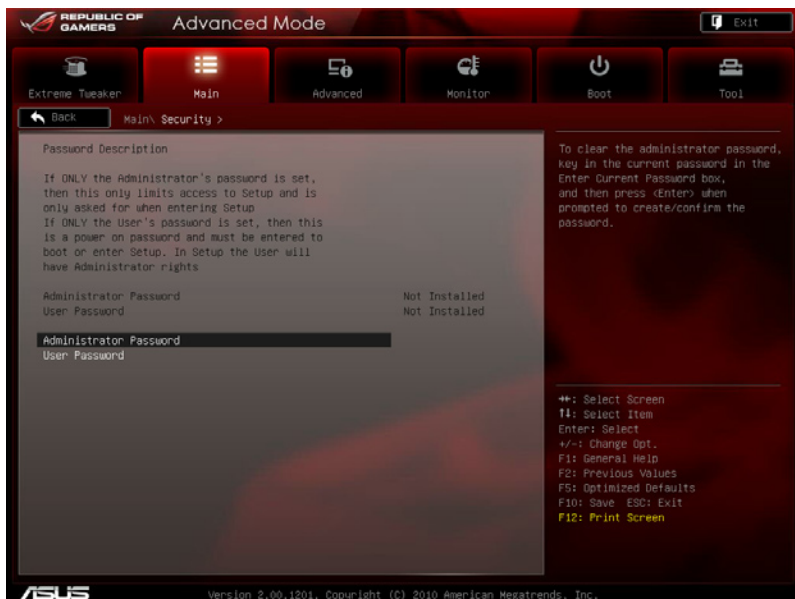 REPUBLIC OF
GAMERS
Advanced Mode
Exit
Extreme Tweaker
Main
Advanced
Monitor
Boot
Tool
Back
Main\ Security >
Password Description
If ONLY the Administrator's password is set,
then this only limits access to Setup and is
only asked for when entering Setup
If ONLY the User's password is set, then this
is a power on password and must be entered to
boot or enter Setup. In Setup the User will
have Administrator rights
Administrator Password Not Installed
User Password Not Installed
Administrator Password
User Password
To clear the administrator password,
key in the current password in the
Enter Current Password box,
and then press <Enter> when
prompted to create/confirm the
password.
→←: Select Screen
↑↓: Select Item
Enter: Select
+/-: Change Opt.
F1: General Help
F2: Previous Values
F5: Optimized Defaults
F10: Save ESC: Exit
F12: Print Screen
ASUS
Version 2.00.1201. Copyright (C) 2010 American Megatrends, Inc.